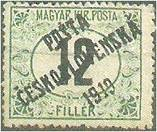 MAGYAR KIR. POSTA
POŠTA
ČESKOSLOVENSKÁ
12
1919
FILLÉR